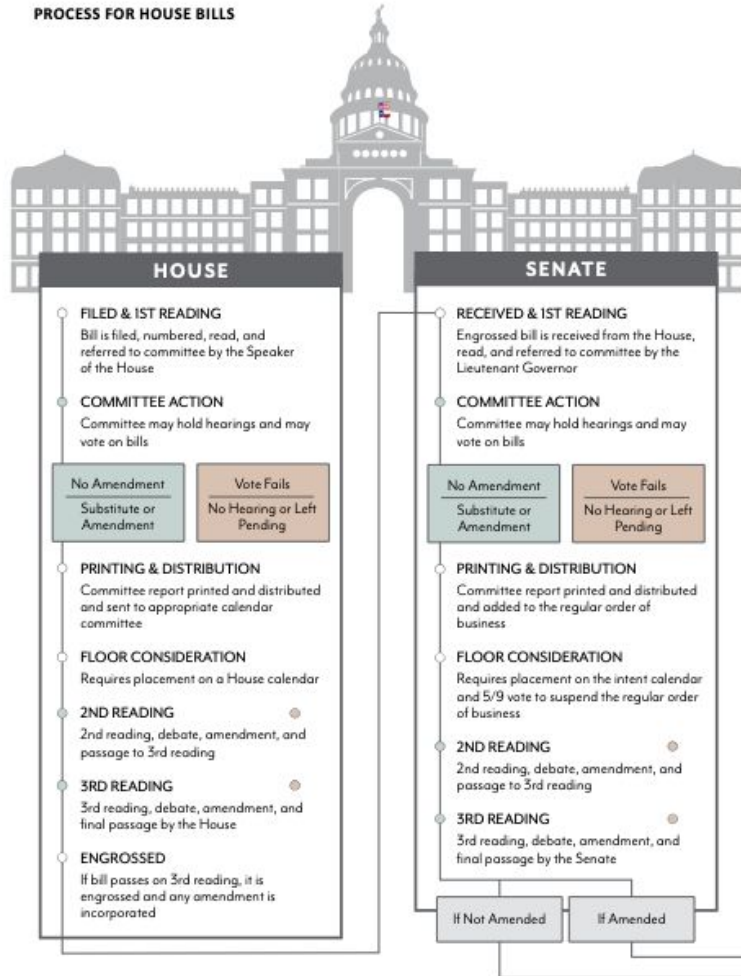 PROCESS FOR HOUSE BILLS
HOUSE
FILED & 1ST READING
Bill is filed, numbered, read, and
referred to committee by the Speaker
of the House
COMMITTEE ACTION
Committee may hold hearings and may
vote on bills
No Amendment
Substitute or
Amendment
Vote Fails
No Hearing or Left
Pending
PRINTING & DISTRIBUTION
Committee report printed and distributed
and sent to appropriate calendar
committee
FLOOR CONSIDERATION
Requires placement on a House calendar
2ND READING
2nd reading, debate, amendment, and
passage to 3rd reading
3RD READING
3rd reading, debate, amendment, and
final passage by the House
ENGROSSED
If bill passes on 3rd reading, it is
engrossed and any amendment is
incorporated
SENATE
RECEIVED & 1ST READING
Engrossed bill is received from the House,
read, and referred to committee by the
Lieutenant Governor
COMMITTEE ACTION
Committee may hold hearings and may
vote on bills
No Amendment
Substitute or
Amendment
Vote Fails
No Hearing or Left
Pending
PRINTING & DISTRIBUTION
Committee report printed and distributed
and added to the regular order of
business
FLOOR CONSIDERATION
Requires placement on the intent calendar
and 5/9 vote to suspend the regular order
of business
2ND READING
2nd reading, debate, amendment, and
passage to 3rd reading
3RD READING
3rd reading, debate, amendment, and
final passage by the Senate
If Not Amended
If Amended